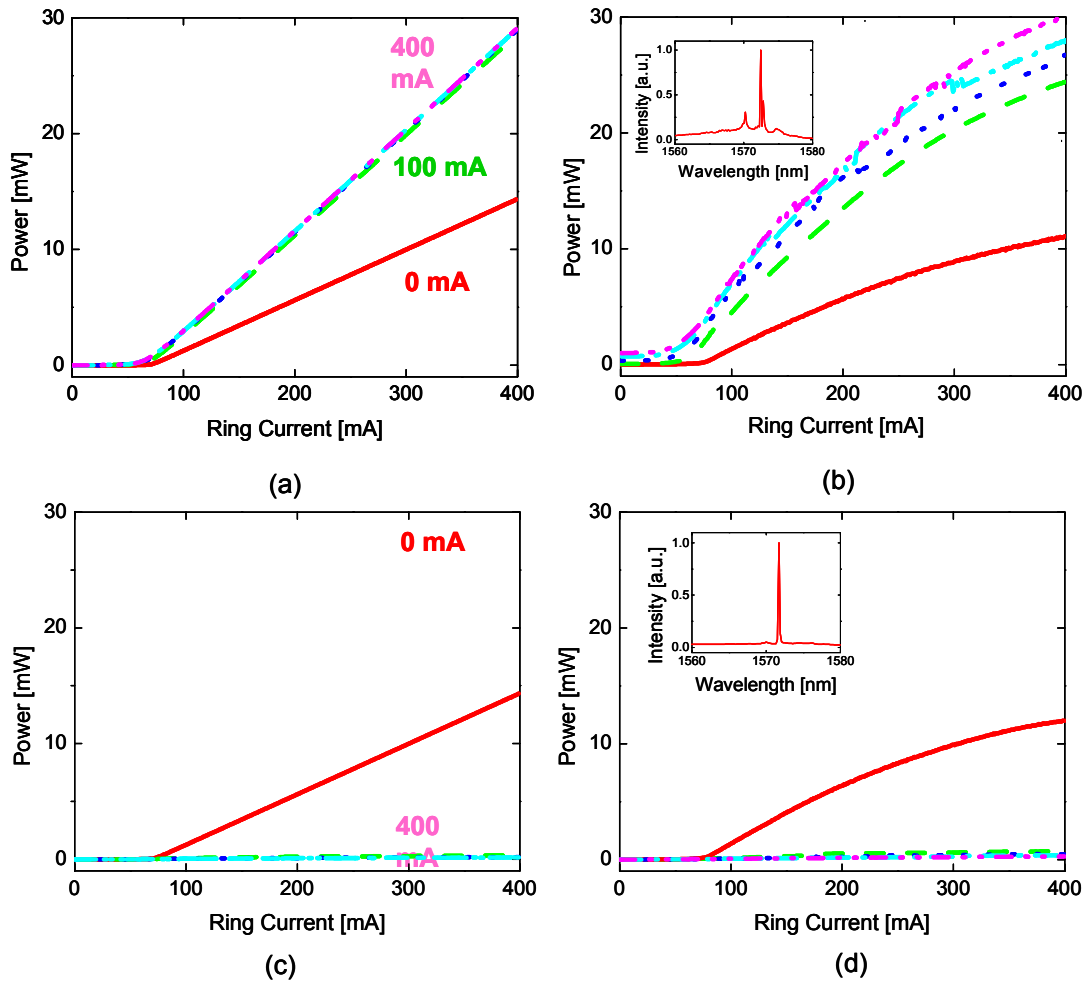 30
20
10
0
Power [mW]
400
mA
100 mA
0 mA
0
100
200
300
400
Ring Current [mA]
(a)
30
20
10
0
Power [mW]
1.0
0.5
0.0
Intensity [a.u.]
1560
1570
1580
Wavelength [nm]
0
100
200
300
400
Ring Current [mA]
(b)
30
20
10
0
Power [mW]
0 mA
400
mA
0
100
200
300
400
Ring Current [mA]
(c)
30
20
10
0
Power [mW]
1.0
0.5
0.0
Intensity [a.u.]
1560
1570
1580
Wavelength [nm]
0
100
200
300
400
Ring Current [mA]
(d)